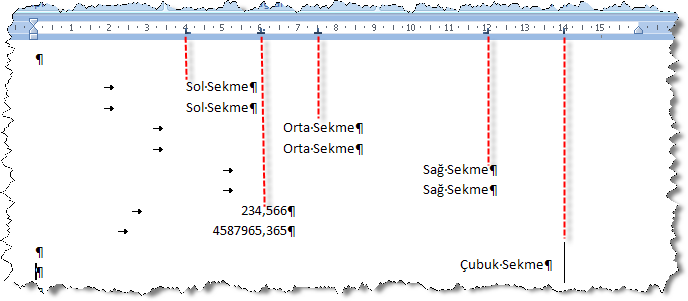 1 2 3 4 5 6 7 8 9 10 11 12 13 14 15
¶
→ Sol·Sekme¶
→ Sol·Sekme¶
→ Orta·Sekme¶
→ Orta·Sekme¶
→ Sağ·Sekme¶
→ Sağ·Sekme¶
→ 234,566¶
→ 4587965,365¶
¶
Çubuk·Sekme¶
¶